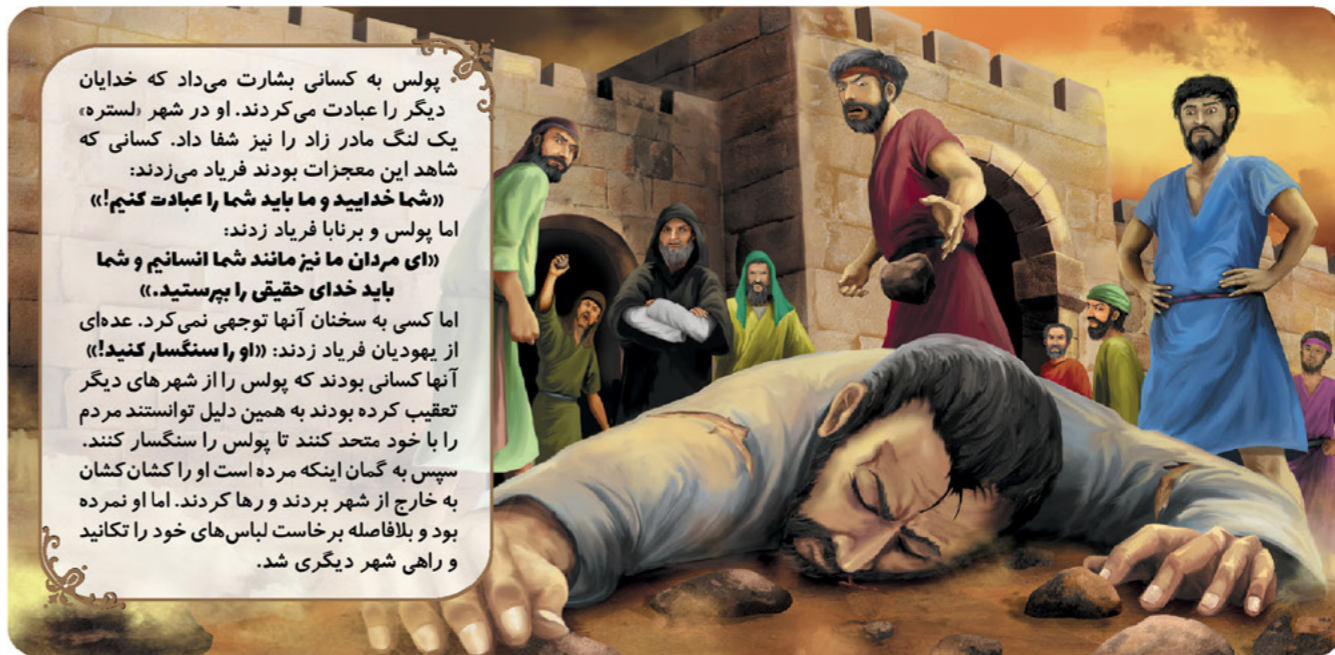 پولس به کسانی بشارت می‌داد که خدایان
دیگر را عبادت می‌کردند. او در شهر «لستره»
یک لنگ مادر زاد را نیز شفا داد. کسانی که
شاهد این معجزات بودند فریاد می‌زدند:
«شما خدایید و ما باید شما را عبادت کنیم!»
اما پولس و برنابا فریاد زدند:
«ای مردان ما نیز مانند شما انسانیم و شما
باید خدای حقیقی را بپرستید.»
اما کسی به سخنان آنها توجهی نمی‌کرد. عده‌ای
از یهودیان فریاد زدند: «او را سنگسار کنید!»
آنها کسانی بودند که پولس را از شهرهای دیگر
تعقیب کرده بودند به همین دلیل توانستند مردم
را با خود متحد کنند تا پولس را سنگسار کنند.
سپس به گمان اینکه مرده است او را کشان‌کشان
به خارج از شهر بردند و رها کردند. اما او نمرده
بود و بلافاصله برخاست لباس‌های خود را تکانید
و راهی شهر دیگری شد.